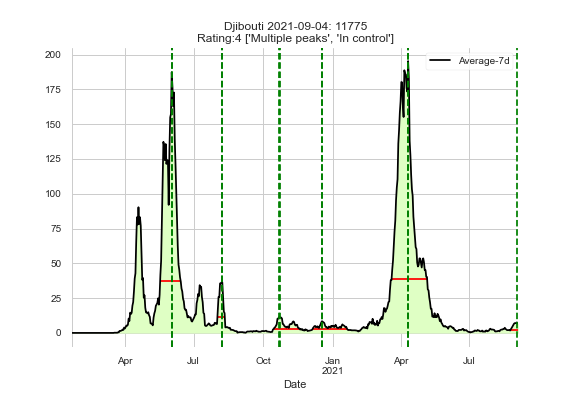 Djibouti 2021-09-04: 11775
Rating:4 ['Multiple peaks', 'In control']
Average-7d
200
175
150
125
100
75
50
25
0
Apr
Jul
Oct
Jan
2021
Apr
Jul
Date